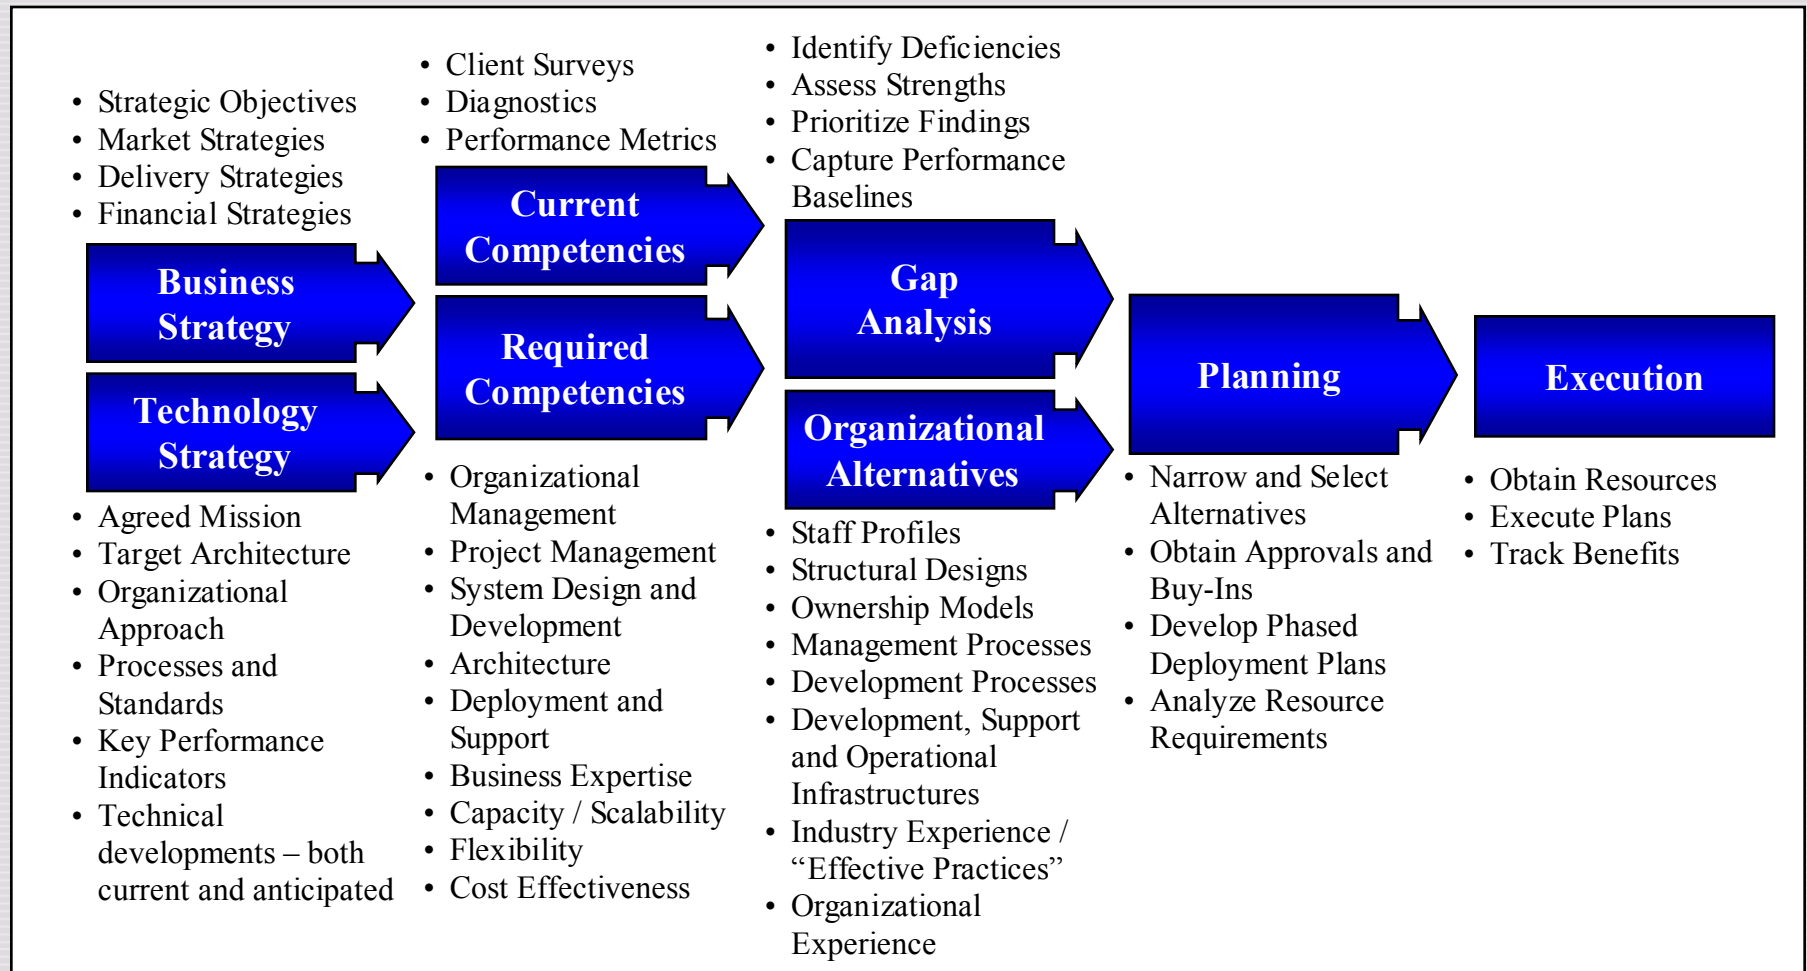 • Strategic Objectives
• Market Strategies
• Delivery Strategies
• Financial Strategies
Business
Strategy
Technology
Strategy
• Agreed Mission
• Target Architecture
• Organizational
Approach
• Processes and
Standards
• Key Performance
Indicators
• Technical
developments – both
current and anticipated
• Client Surveys
• Diagnostics
• Performance Metrics
Current
Competencies
Required
Competencies
• Organizational
Management
• Project Management
• System Design and
Development
• Architecture
• Deployment and
Support
• Business Expertise
• Capacity / Scalability
• Flexibility
• Cost Effectiveness
• Identify Deficiencies
• Assess Strengths
• Prioritize Findings
• Capture Performance
Baselines
Gap
Analysis
Organizational
Alternatives
• Staff Profiles
• Structural Designs
• Ownership Models
• Management Processes
• Development Processes
• Development, Support
and Operational
Infrastructures
• Industry Experience /
“Effective Practices”
• Organizational
Experience
Planning
• Narrow and Select
Alternatives
• Obtain Approvals and
Buy-Ins
• Develop Phased
Deployment Plans
• Analyze Resource
Requirements
Execution
• Obtain Resources
• Execute Plans
• Track Benefits